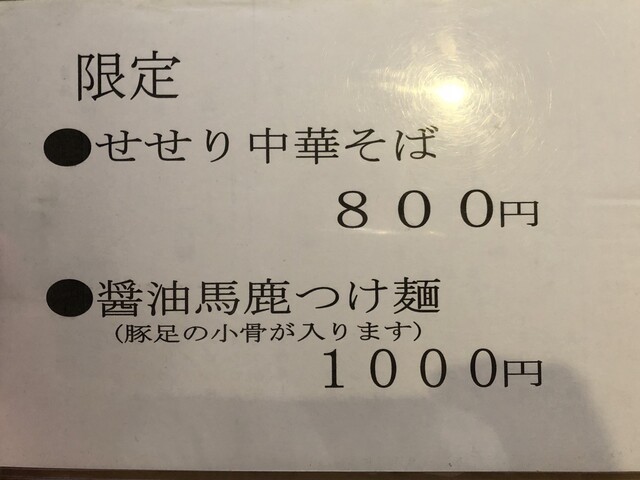 限定
●せせり中華そば
８００円
●醤油馬鹿つけ麺
（豚足の小骨が入ります）
１０００円